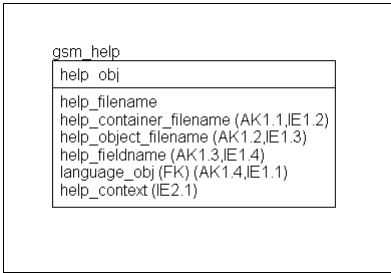 gsm_help
help_obj
help_filename
help_container_filename (AK1.1,IE1.2)
help_object_filename (AK1.2,IE1.3)
help_fieldname (AK1.3,IE1.4)
language_obj (FK) (AK1.4,IE1.1)
help_context (IE2.1)